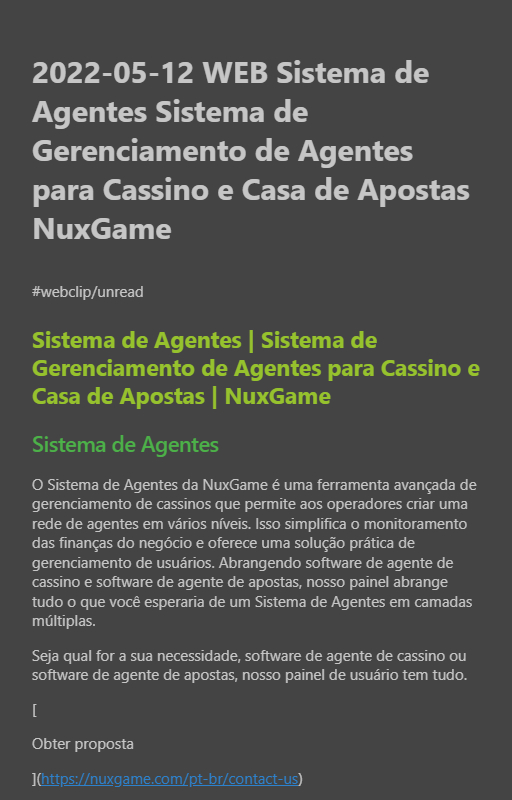 2022-05-12 WEB Sistema de
Agentes Sistema de
Gerenciamento de Agentes
para Cassino e Casa de Apostas
NuxGame
#webclip/unread
Sistema de Agentes | Sistema de
Gerenciamento de Agentes para Cassino e
Casa de Apostas | NuxGame
Sistema de Agentes
O Sistema de Agentes da NuxGame é uma ferramenta avançada de
gerenciamento de cassinos que permite aos operadores criar uma
rede de agentes em vários níveis. Isso simplifica o monitoramento
das finanças do negócio e oferece uma solução prática de
gerenciamento de usuários. Abrangendo software de agente de
cassino e software de agente de apostas, nosso painel abrange
tudo o que você esperaria de um Sistema de Agentes em camadas
múltiplas.
Seja qual for a sua necessidade, software de agente de cassino ou
software de agente de apostas, nosso painel de usuário tem tudo.
[
Obter proposta
](https://nuxgame.com/pt-br/contact-us)